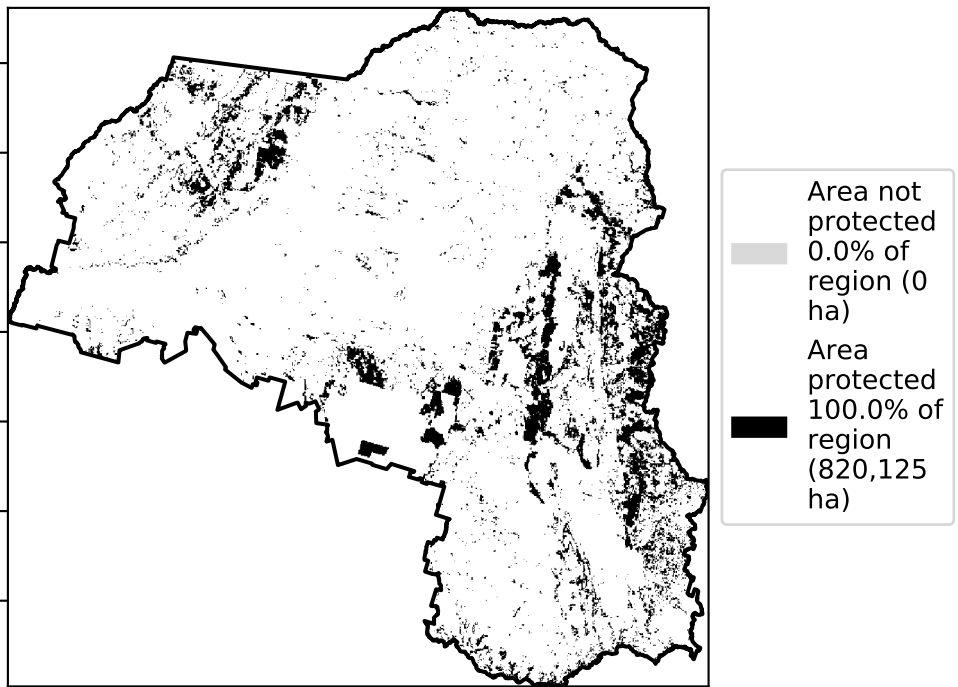 Area not
protected
0.0% of
region (0
ha)
Area
protected
100.0% of
region
(820,125
ha)